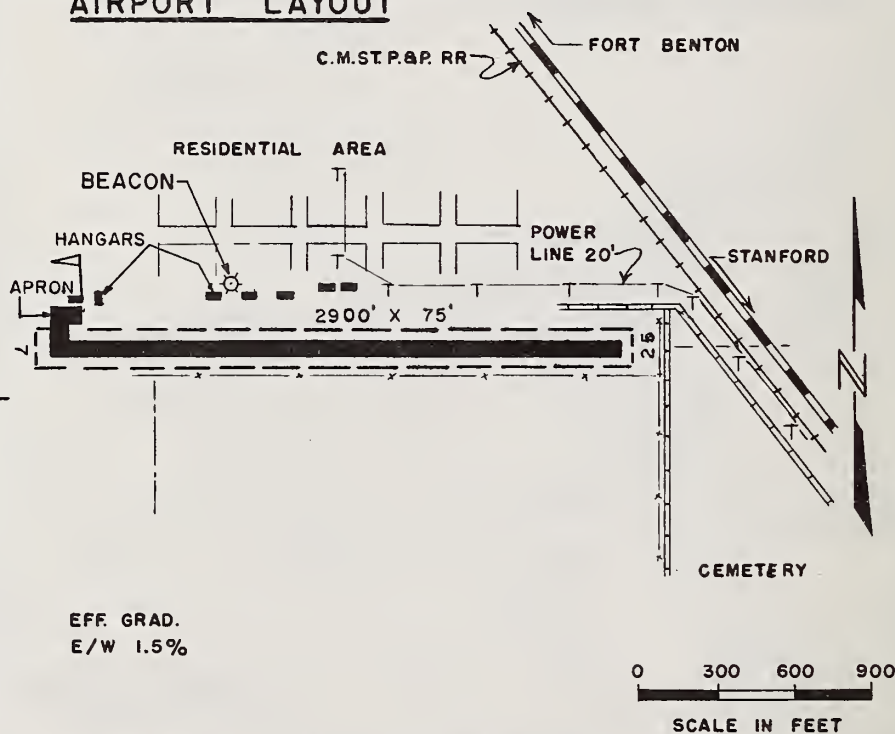 AIRPORT LAYOUT
FORT BENTON
C.M.ST.P.&P. RR
RESIDENTIAL AREA
BEACON
POWER
LINE 20'
HANGARS
STANFORD
APRON
2900' X 75'
7
25
N
CEMETERY
EFF. GRAD.
E/W 1.5%
0 300 600 900
SCALE IN FEET